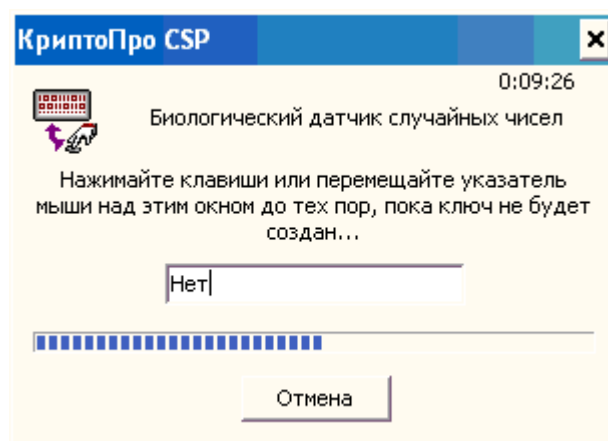 КриптоПро CSP
0:09:26
Биологический датчик случайных чисел
Нажимайте клавиши или перемещайте указатель
мыши над этим окном до тех пор, пока ключ не будет
создан...
Нет
Отмена